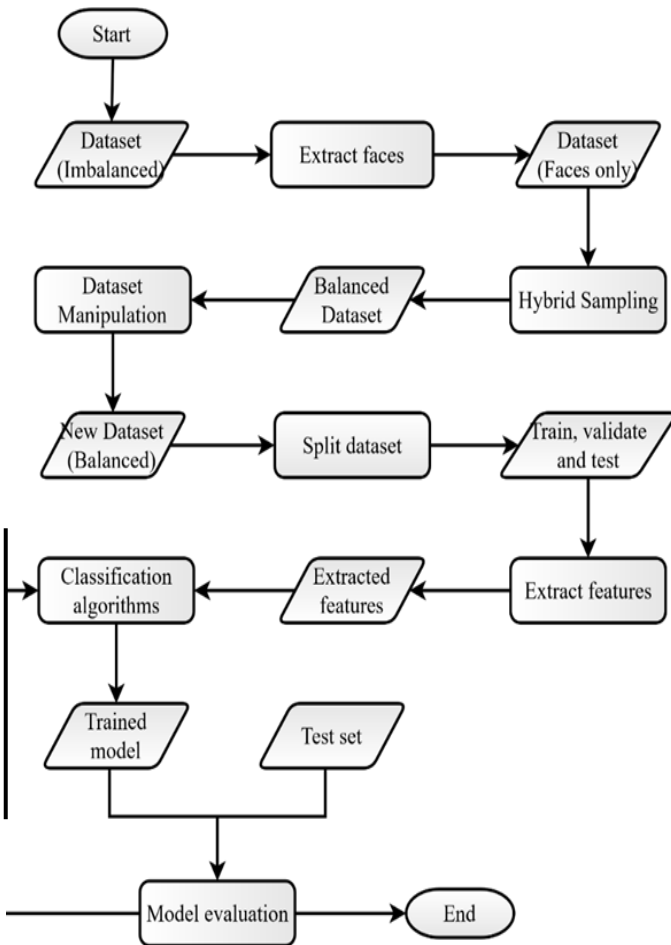 Start
Dataset
(Imbalanced)
Extract faces
Dataset
(Faces only)
Hybrid Sampling
Balanced
Dataset
Dataset
Manipulation
New Dataset
(Balanced)
Split dataset
Train, validate
and test
Extract features
Extracted
features
Classification
algorithms
Trained
model
Test set
Model evaluation
End